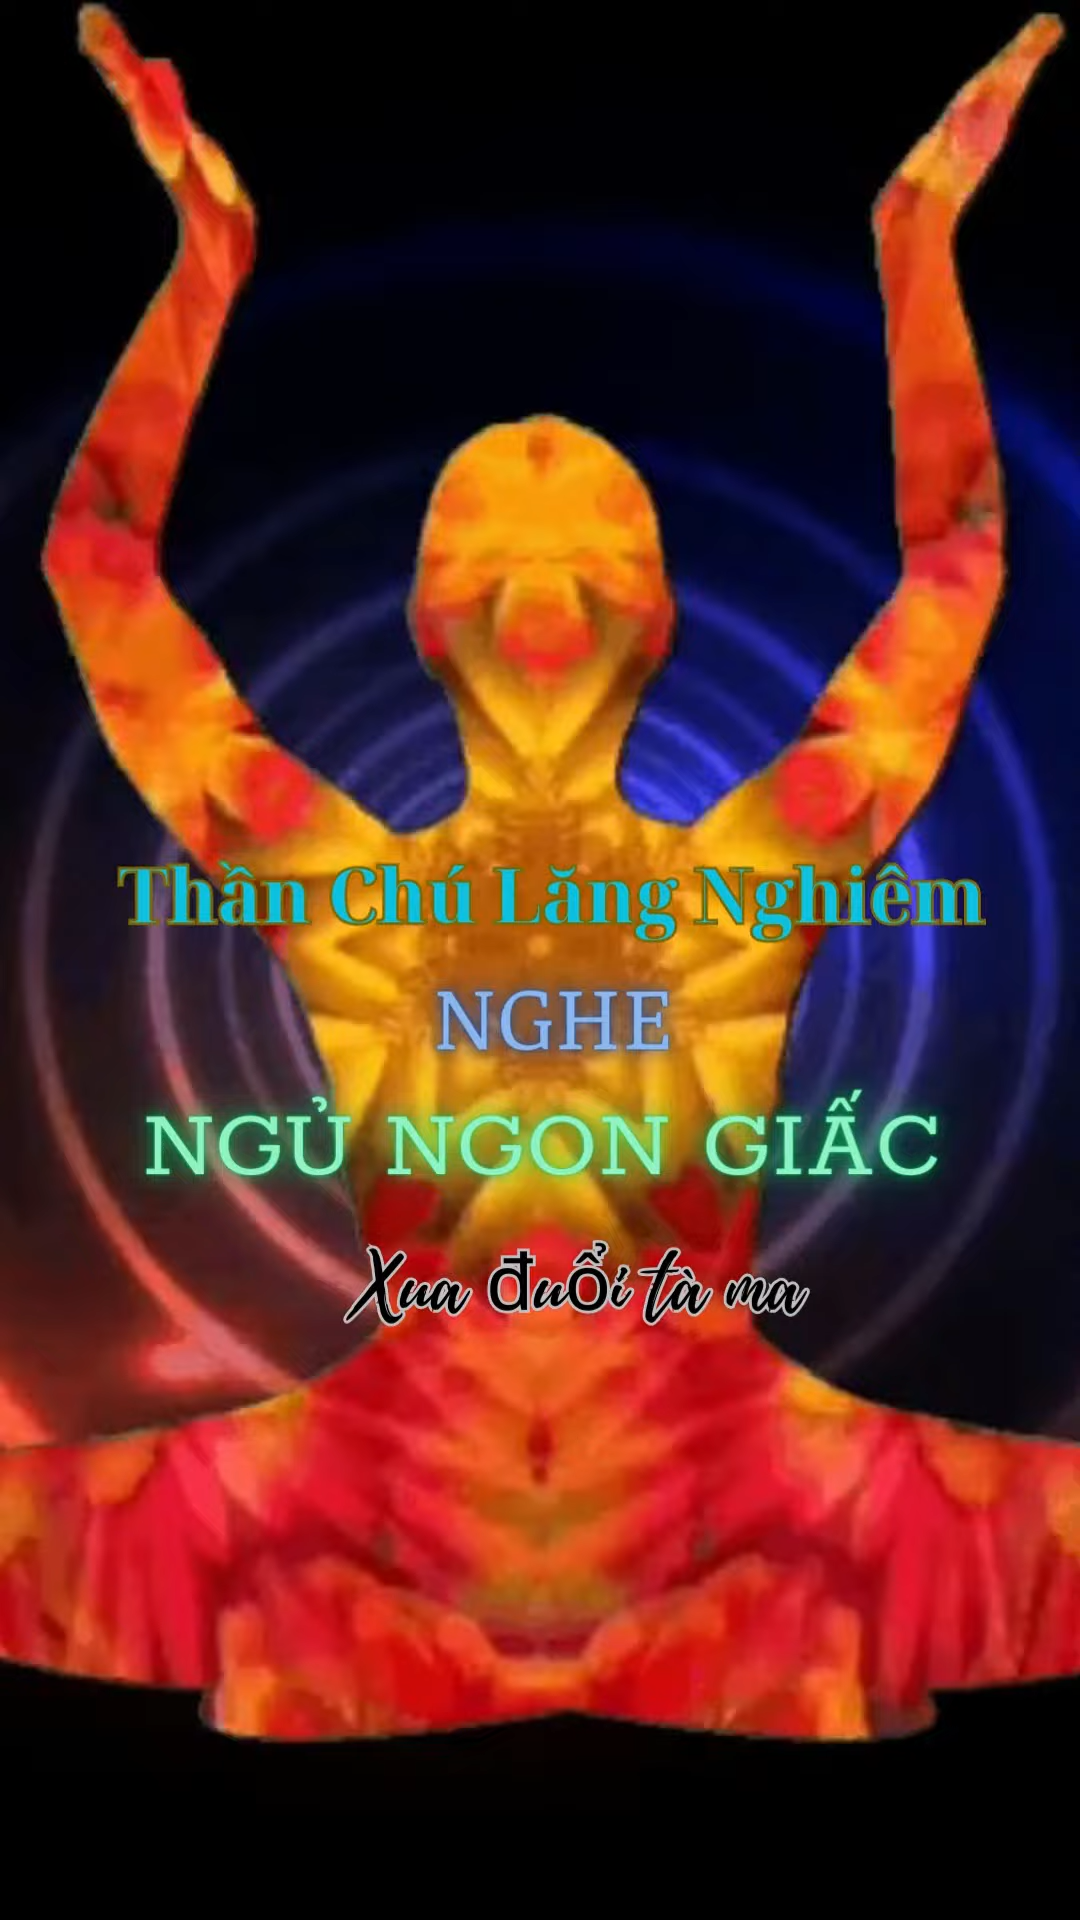 Thần Chú Lăng Nghiêm
NGHE
NGỦ NGON GIẤC
Xua đuổi tà ma